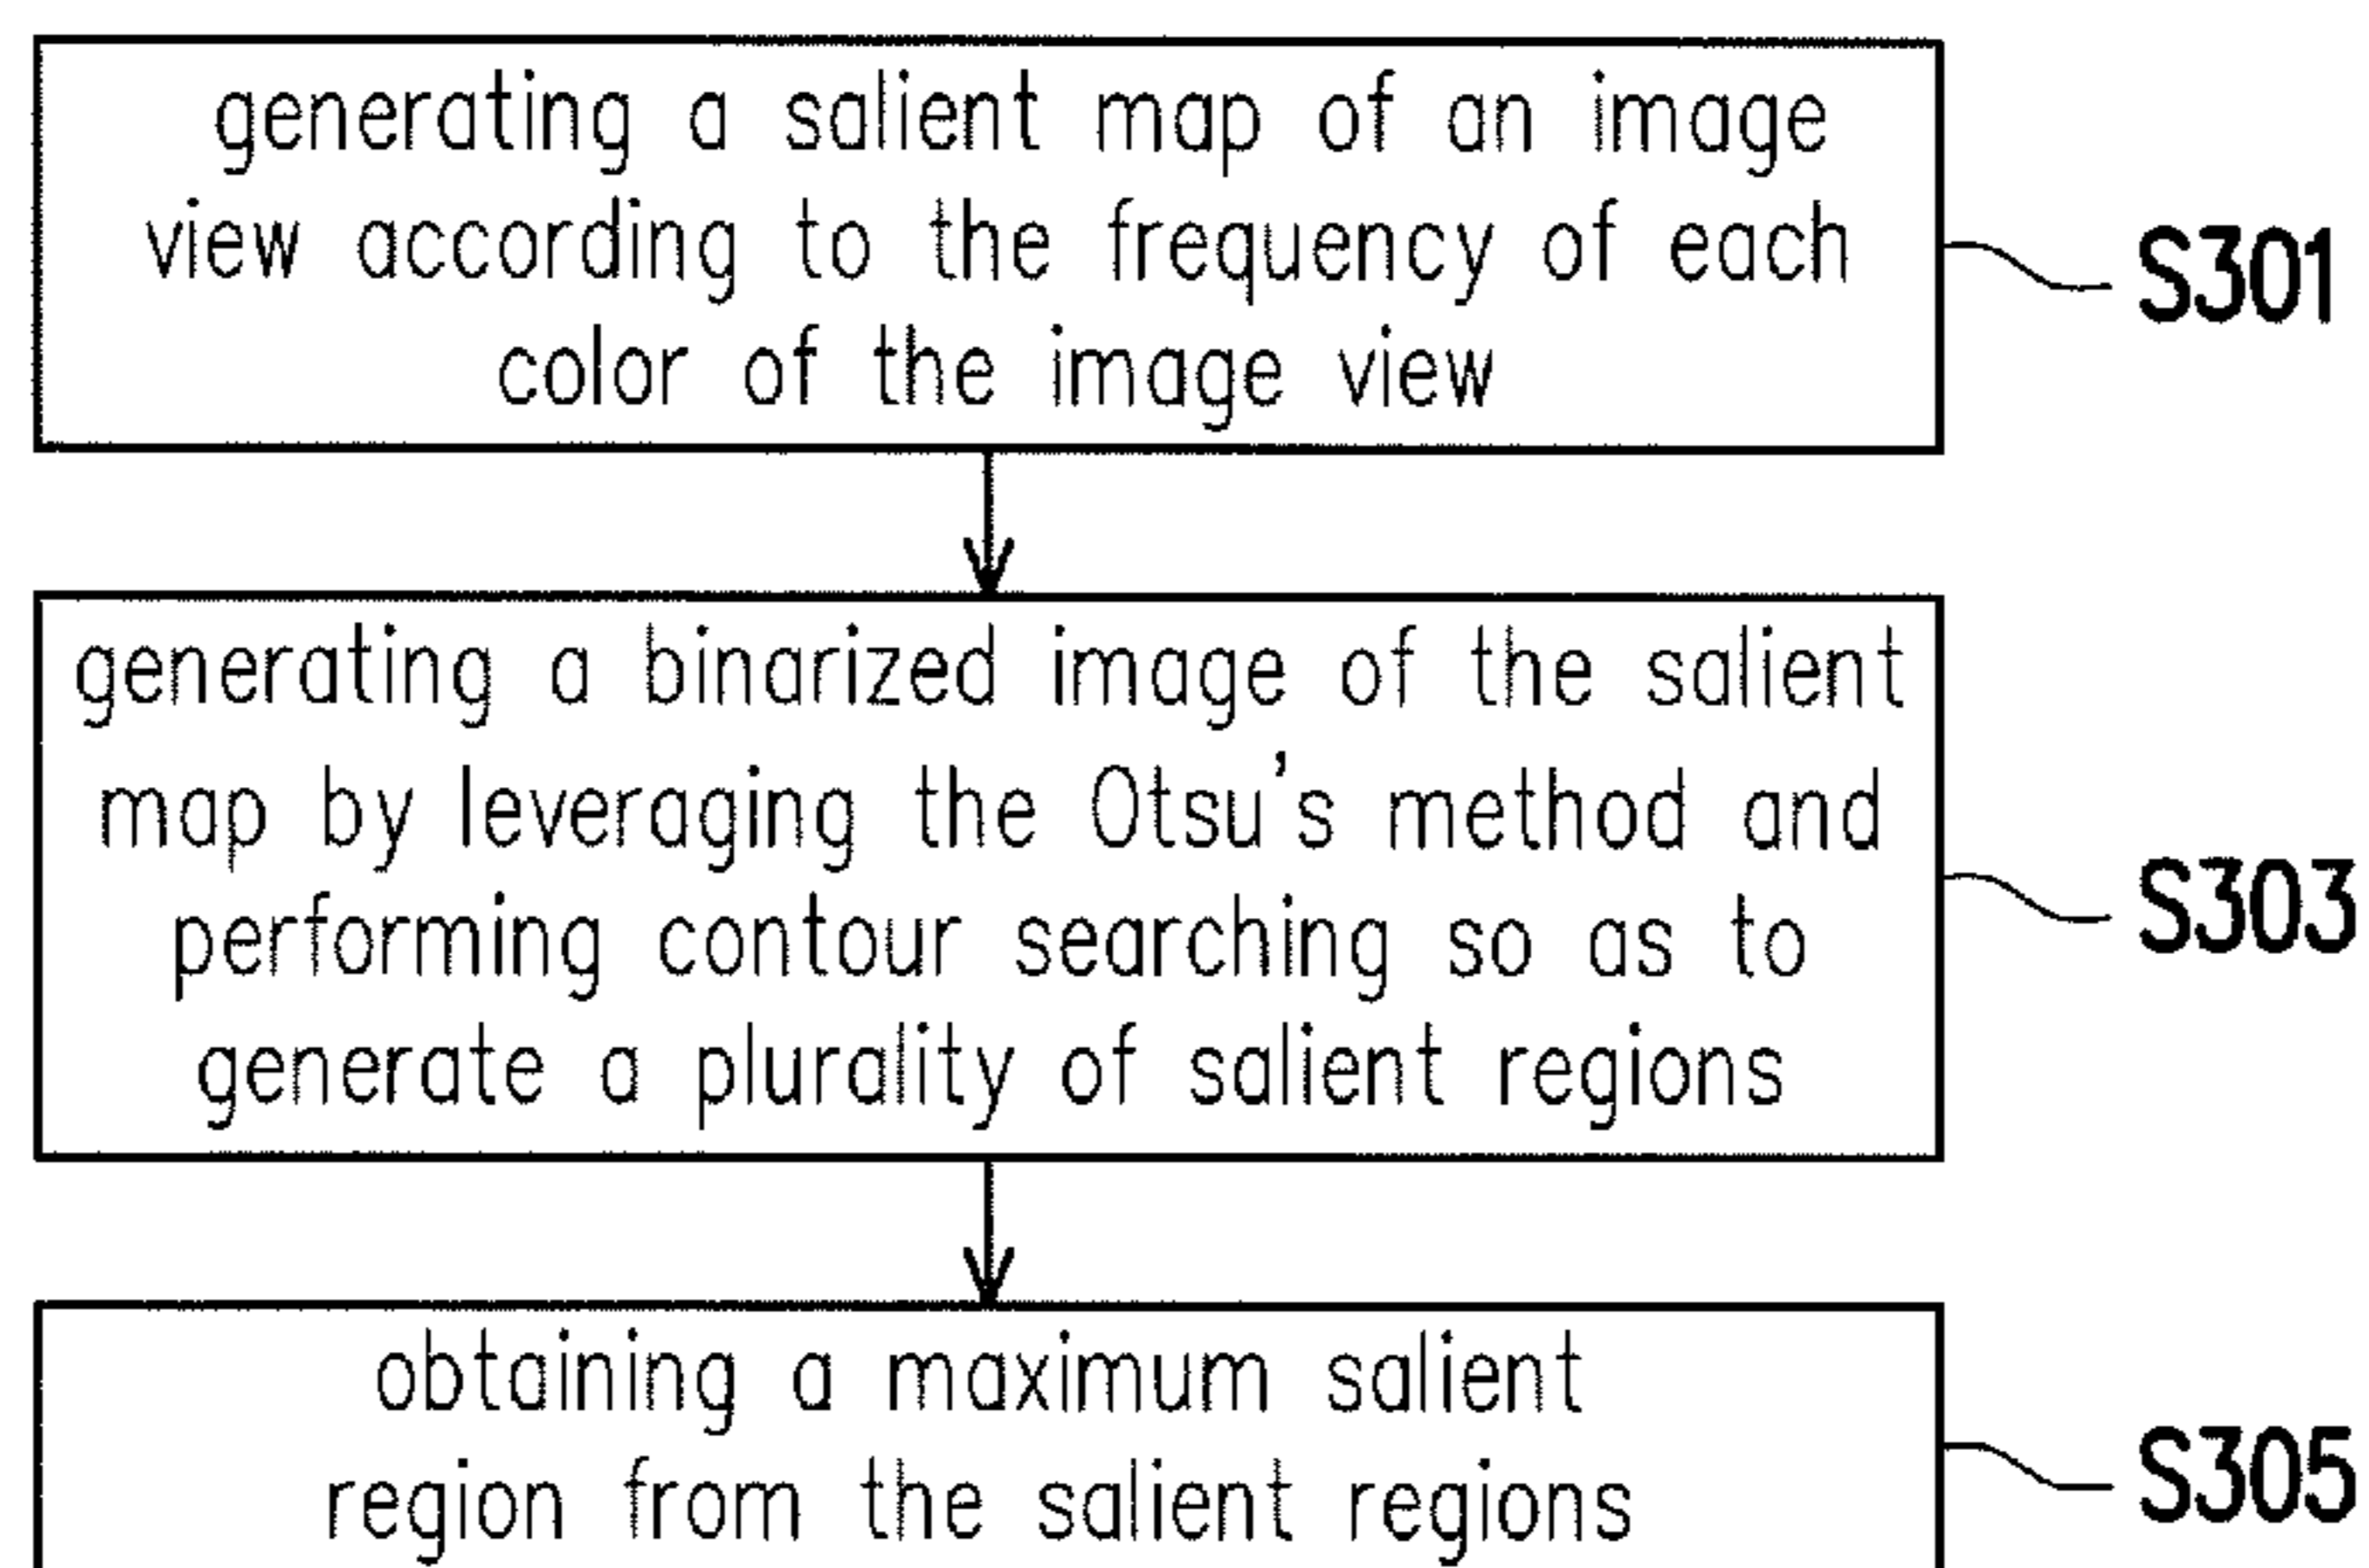 generating a salient map of an image
view according to the frequency of each
color of the image view
S301
generating a binarized image of the salient
map by leveraging the Otsu's method and
performing contour searching so as to
generate a plurality of salient regions
S303
obtaining a maximum salient
region from the salient regions
S305